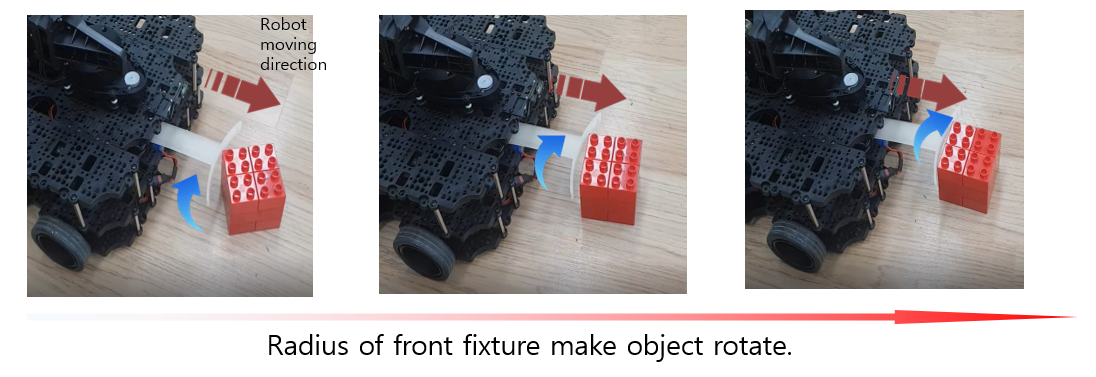 Robot
moving
direction
Radius of front fixture make object rotate.